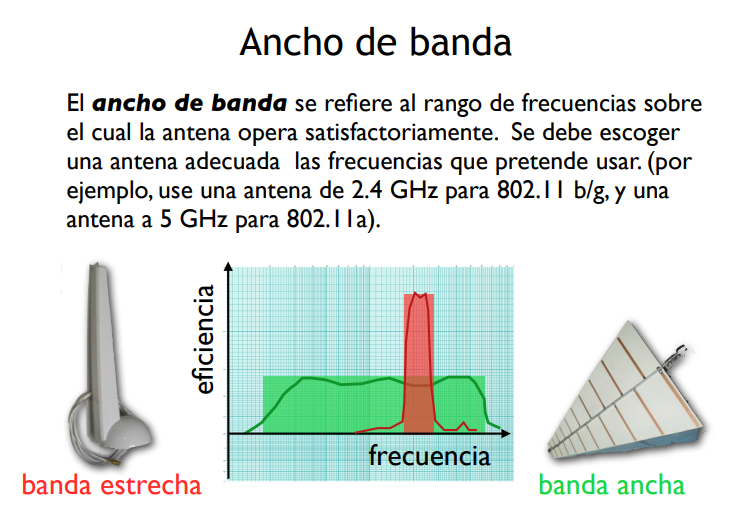 Ancho de banda
El ancho de banda se refiere al rango de frecuencias sobre
el cual la antena opera satisfactoriamente. Se debe escoger
una antena adecuada las frecuencias que pretende usar. (por
ejemplo, use una antena de 2.4 GHz para 802.11 b/g, y una
antena a 5 GHz para 802.11a).
eficiencia
frecuencia
banda estrecha
banda ancha